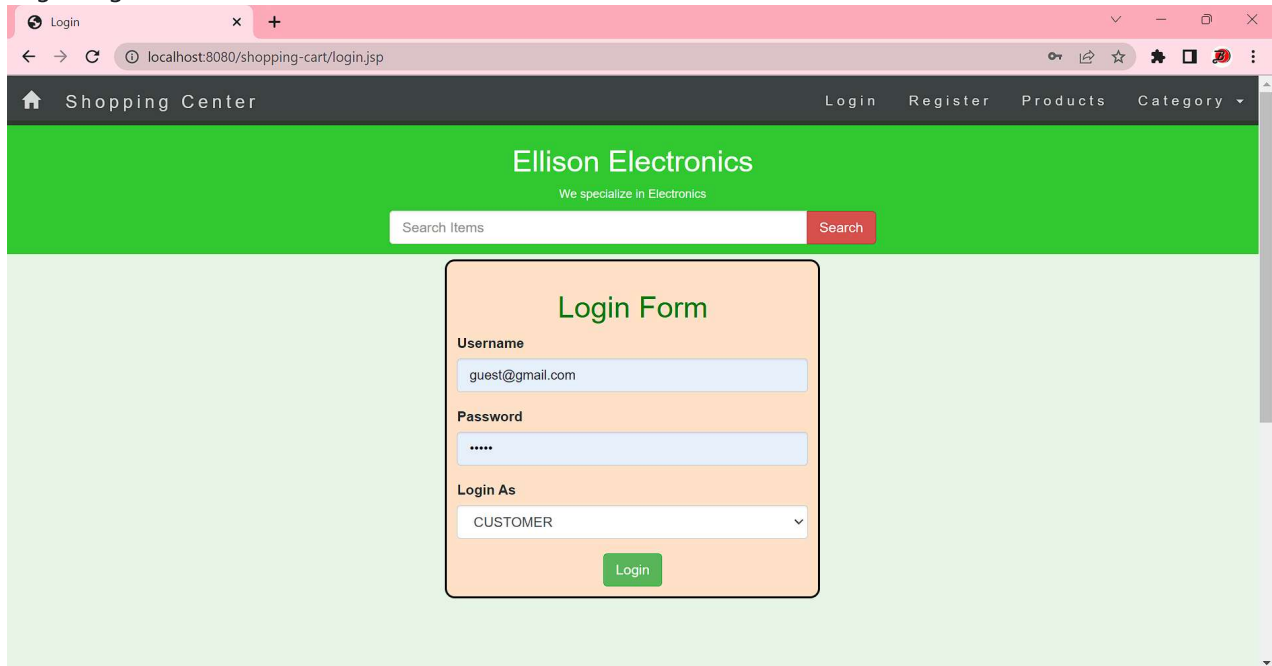 Login
localhost:8080/shopping-cart/login.jsp
Shopping Center Login Register Products Category
Ellison Electronics
We specialize in Electronics
Search Items Search
Login Form
Username
guest@gmail.com
Password
•••••
Login As
CUSTOMER
Login